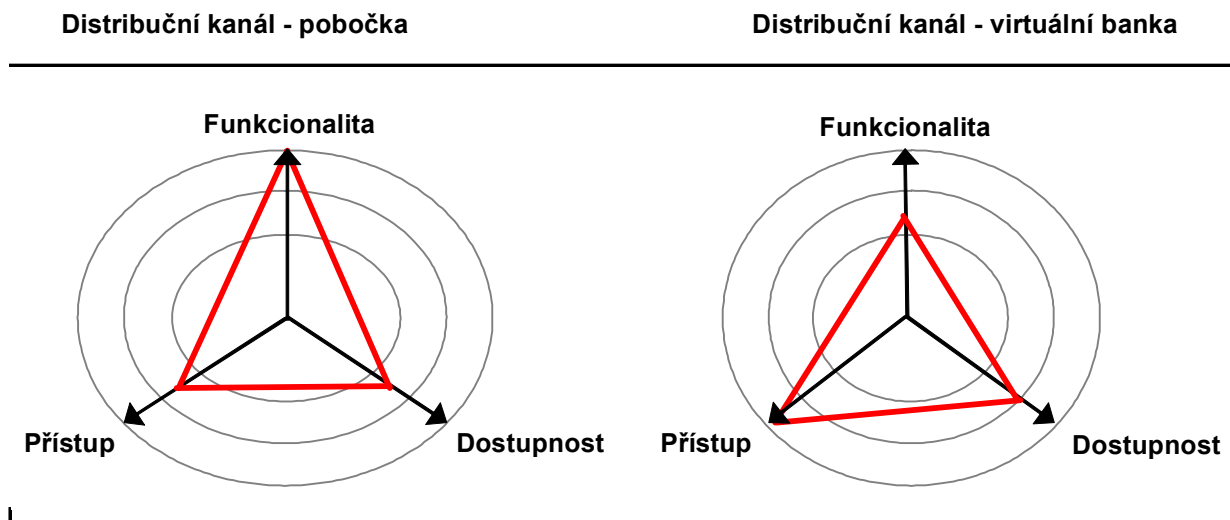 Distribuční kanál - pobočka
Distribuční kanál - virtuální banka
Funkcionalita
Funkcionalita
Přístup
Dostupnost
Přístup
Dostupnost